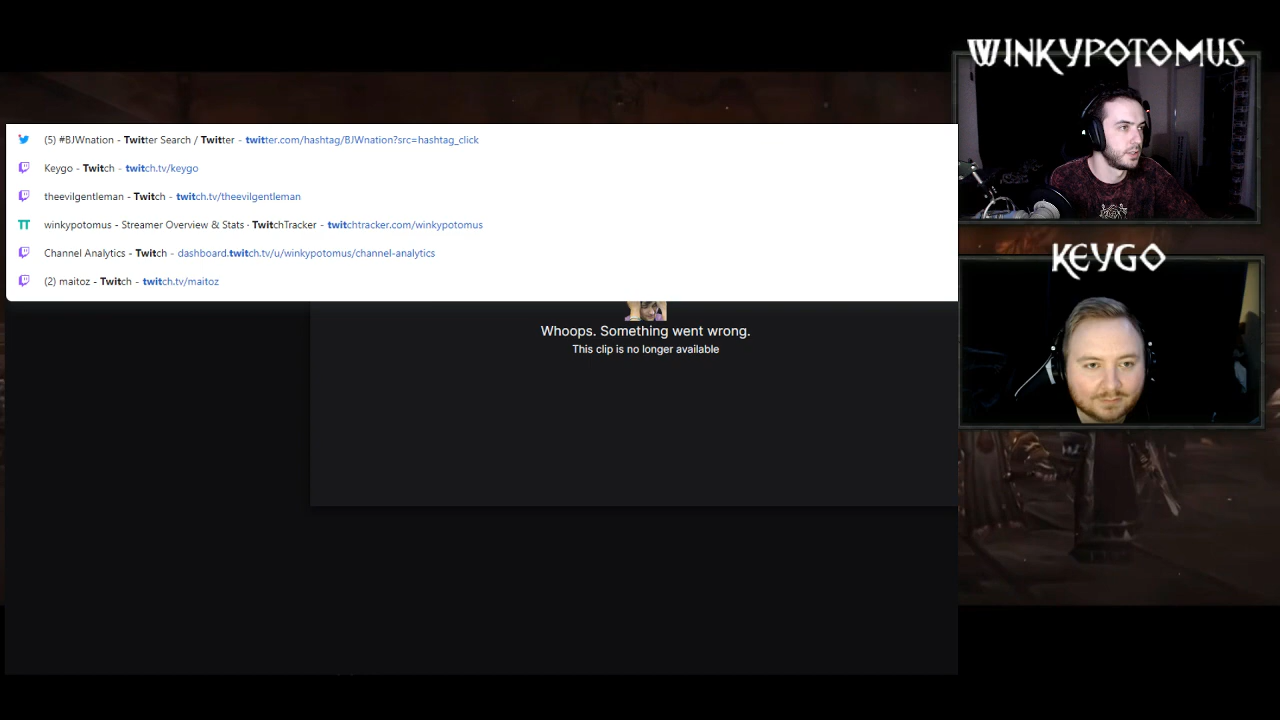 WINKYPOTOMUS
(5) #BJWnation - Twitter Search / Twitter - twitter.com/hashtag/BJWnation?src=hashtag_click
Keygo - Twitch - twitch.tv/keygo
theevilgentleman - Twitch - twitch.tv/theevilgentleman
winkypotomus - Streamer Overview & Stats · TwitchTracker - twitchtracker.com/winkypotomus
Channel Analytics - Twitch - dashboard.twitch.tv/u/winkypotomus/channel-analytics
KEYGO
(2) maitoz - Twitch - twitch.tv/maitoz
Whoops. Something went wrong.
This clip is no longer available